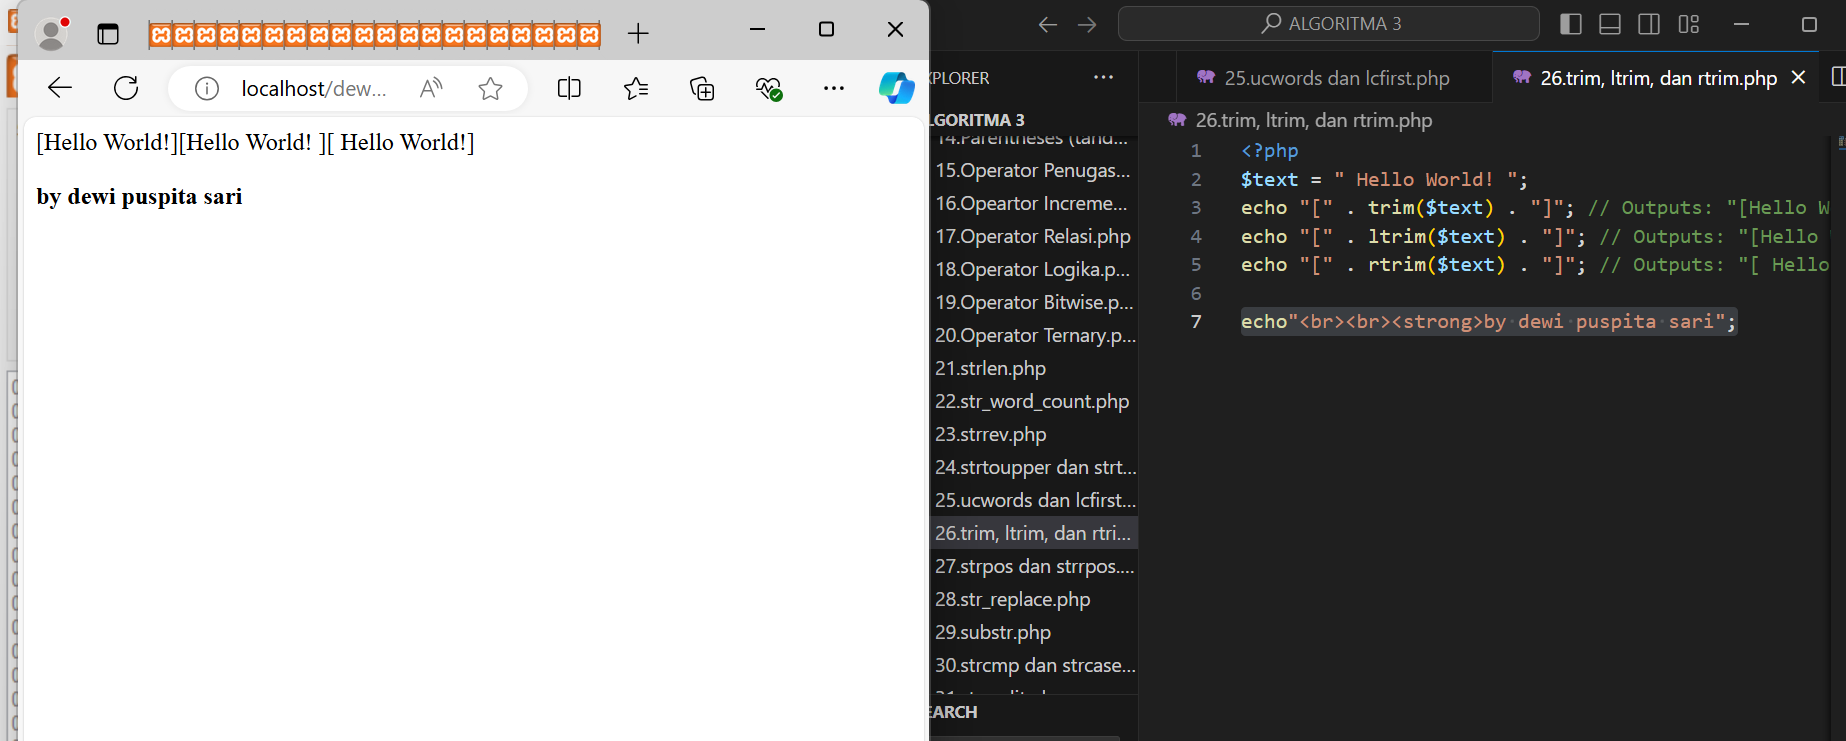 localhost/dew...
[Hello World!][Hello World! ][ Hello World!]
by dewi puspita sari
ALGORITMA 3
XPLORER
LGORITMA 3
14.Parentheses (tand...
15.Operator Penugas...
16.Opeartor Increme...
17.Operator Relasi.php
18.Operator Logika.p...
19.Operator Bitwise.p...
20.Operator Ternary.p...
21.strlen.php
22.str_word_count.php
23.strrev.php
24.strtoupper dan strt...
25.ucwords dan lcfirst...
26.trim, ltrim, dan rtri...
27.strpos dan strrpos....
28.str_replace.php
29.substr.php
30.strcmp dan strcase...
EARCH
25.ucwords dan lcfirst.php
26.trim, ltrim, dan rtrim.php
26.trim, ltrim, dan rtrim.php
1 <?php
2 $text = " Hello World! ";
3 echo "[" . trim($text) . "]"; // Outputs: "[Hello W
4 echo "[" . ltrim($text) . "]"; // Outputs: "[Hello
5 echo "[" . rtrim($text) . "]"; // Outputs: "[ Hello
6
7 echo"<br><br><strong>by dewi puspita sari";